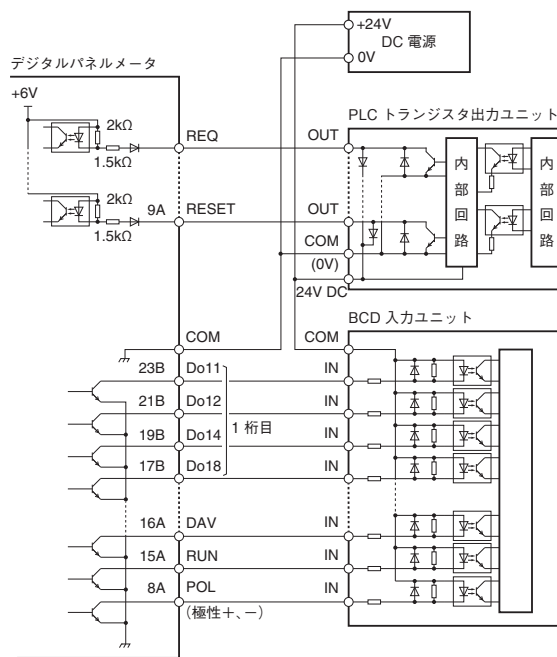 +24V
DC 電源
0V
デジタルパネルメータ
+6V
2kΩ
1.5kΩ
REQ
2kΩ
1.5kΩ
9A
RESET
PLC トランジスタ出力ユニット
OUT
OUT
COM
(0V)
24V DC
内部回路
内部回路
BCD 入力ユニット
COM
COM
23B Do11 IN
21B Do12 IN
1 桁目
19B Do14 IN
17B Do18 IN
16A DAV IN
15A RUN IN
8A POL IN
(極性＋、－)